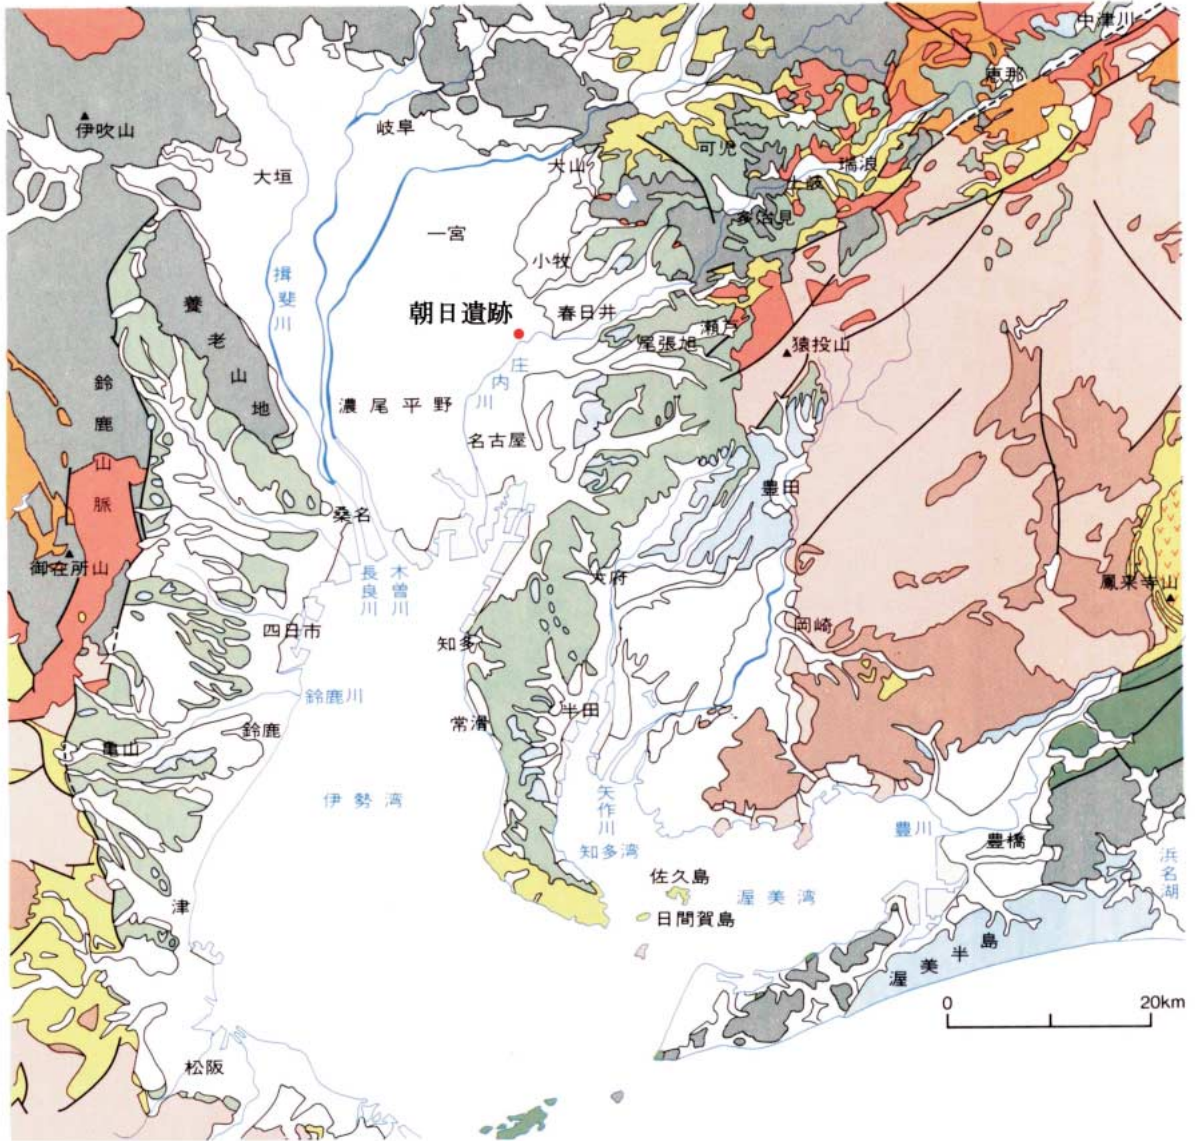 中津川
恵那
伊吹山
岐阜
大垣
犬山
可児
瑞浪
土岐
多治見
一宮
小牧
揖斐川
養老山地
朝日遺跡
春日井
瀬戸
尾張旭
猿投山
庄内川
鈴鹿山脈
濃尾平野
名古屋
豊田
桑名
御在所山
長良川
木曽川
大府
鳳来寺山
四日市
知多
岡崎
鈴鹿川
鈴鹿
亀山
常滑
半田
伊勢湾
矢作川
豊川
豊橋
知多湾
浜名湖
佐久島
渥美湾
津
日間賀島
渥美半島
0 20km
松阪